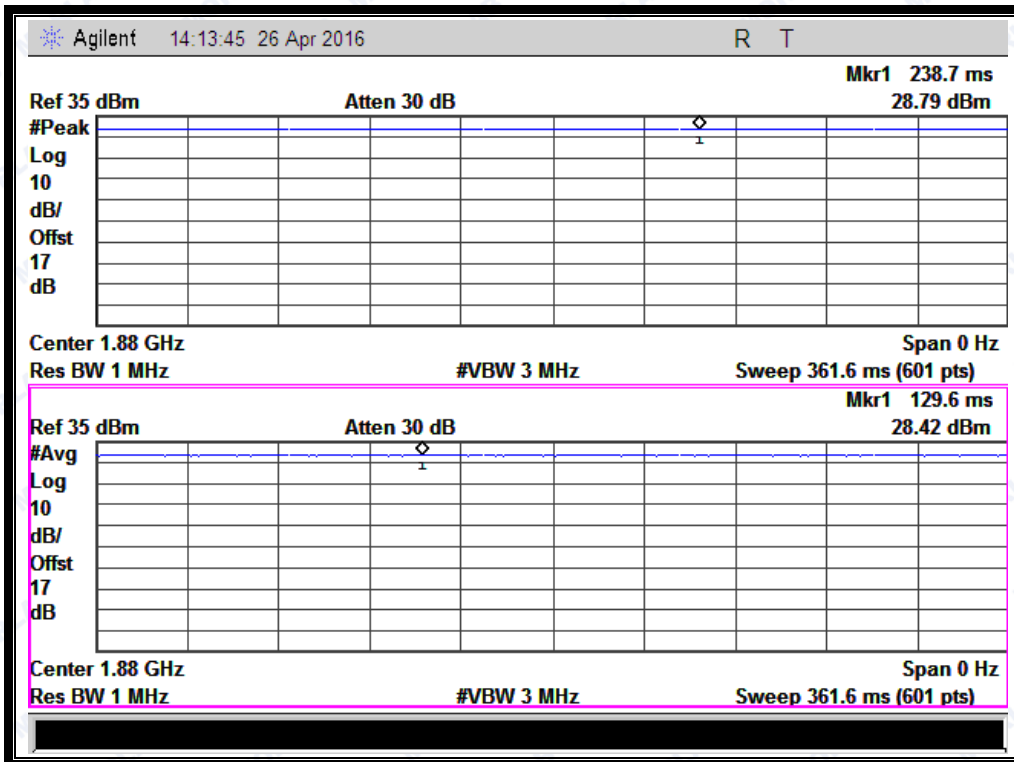 Agilent 14:13:45 26 Apr 2016 R T
Mkr1 238.7 ms
Ref 35 dBm Atten 30 dB 28.79 dBm
#Peak
Log
10
dB/
Offst
17
dB
1
Center 1.88 GHz Span 0 Hz
Res BW 1 MHz #VBW 3 MHz Sweep 361.6 ms (601 pts)
Mkr1 129.6 ms
Ref 35 dBm Atten 30 dB 28.42 dBm
#Avg
Log
10
dB/
Offst
17
dB
1
Center 1.88 GHz Span 0 Hz
Res BW 1 MHz #VBW 3 MHz Sweep 361.6 ms (601 pts)